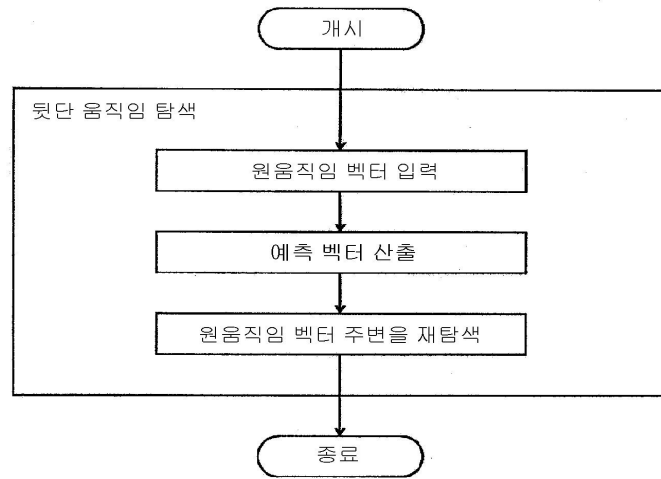 개시
뒷단 움직임 탐색
원움직임 벡터 입력
예측 벡터 산출
원움직임 벡터 주변을 재탐색
종료